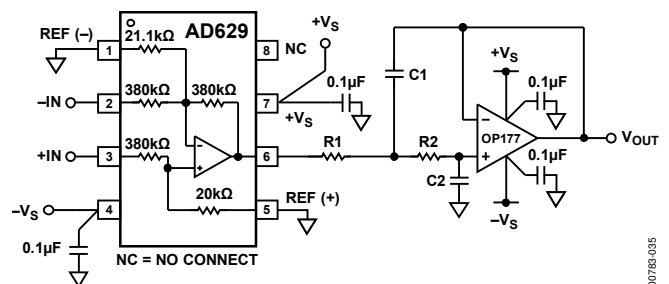 REF (–)
21.1kΩ
AD629
+VS
1
8
NC
–IN
2
380kΩ
380kΩ
7
+VS
0.1µF
+IN
3
380kΩ
–
+
6
20kΩ
–VS
4
5
REF (+)
0.1µF
NC = NO CONNECT
C1
R1
R2
C2
+VS
0.1µF
–
+
OP177
VOUT
0.1µF
–VS
00783-035